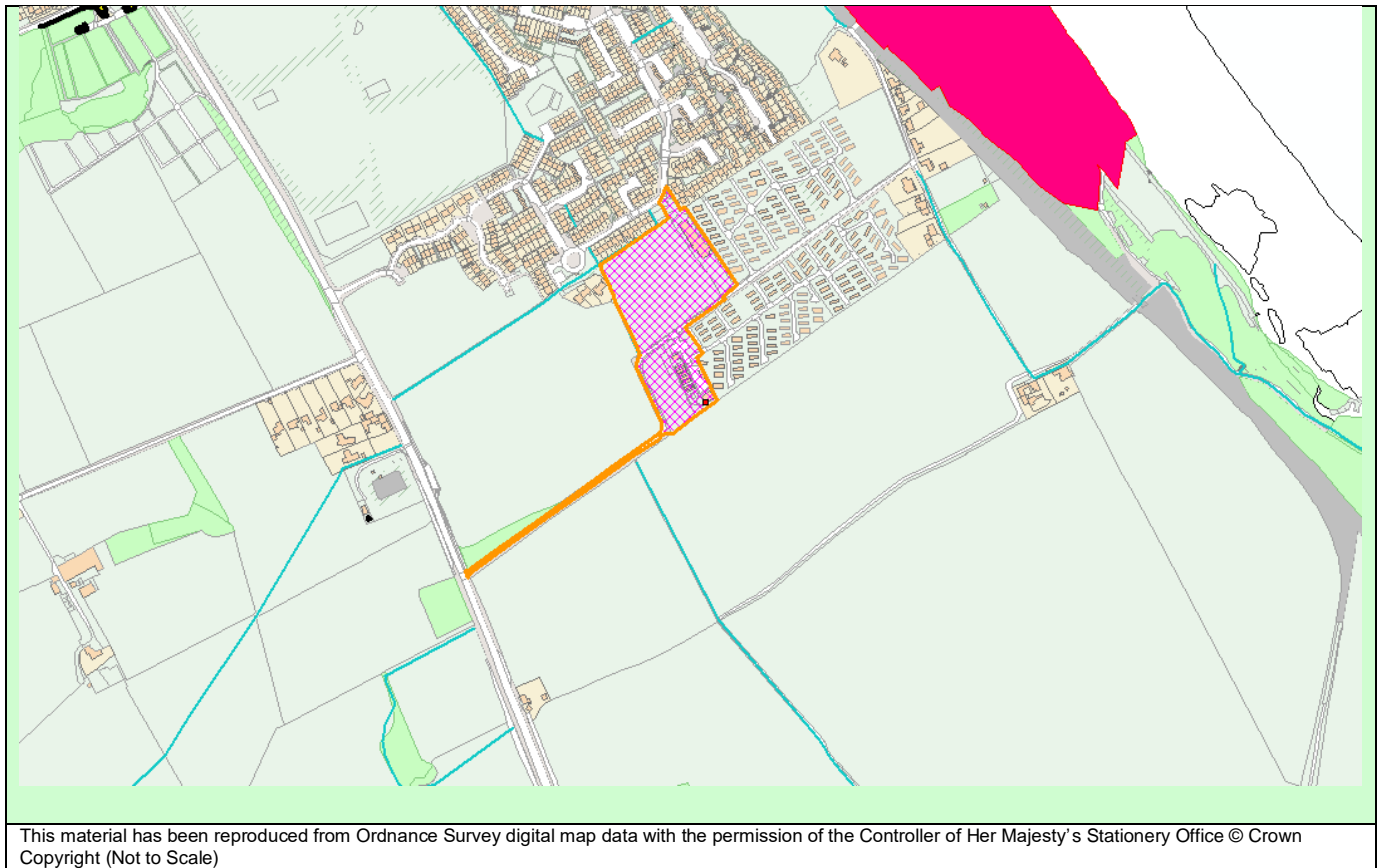 This material has been reproduced from Ordnance Survey digital map data with the permission of the Controller of Her Majesty's Stationery Office © Crown
Copyright (Not to Scale)